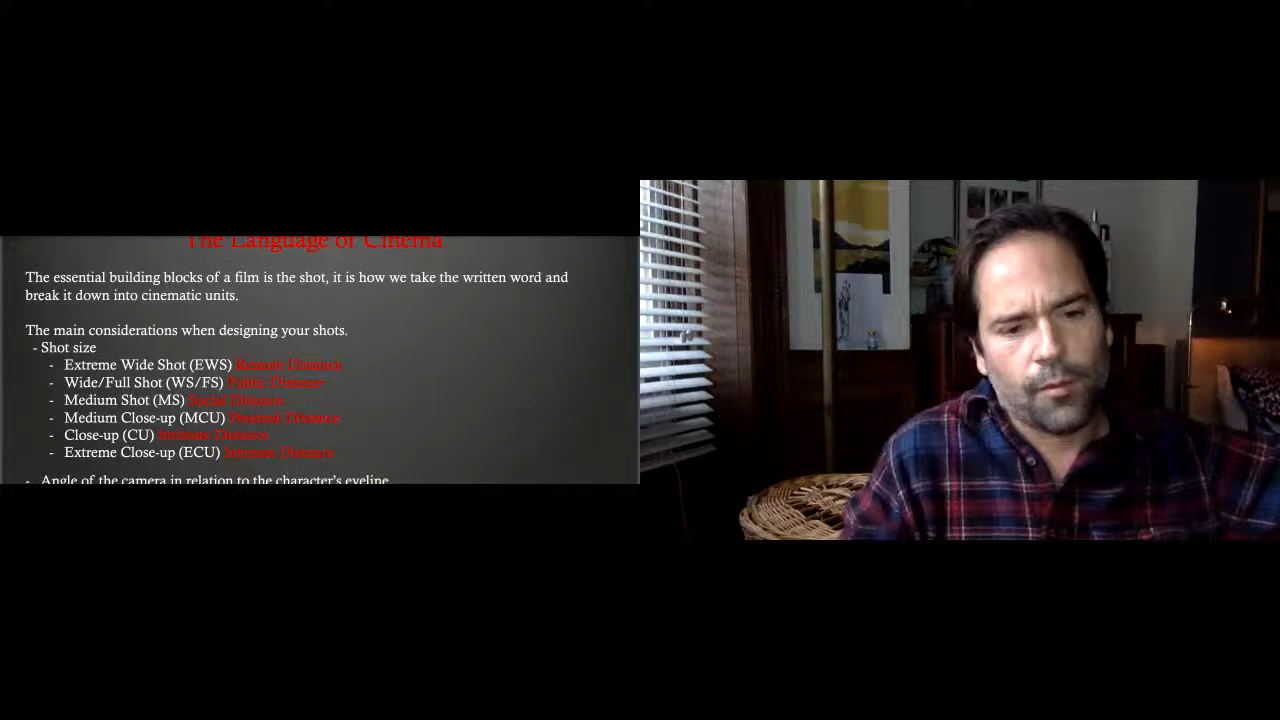 The Language of Cinema
The essential building blocks of a film is the shot, it is how we take the written word and
break it down into cinematic units.
The main considerations when designing your shots.
- Shot size
- Extreme Wide Shot (EWS) Remote Distance
- Wide/Full Shot (WS/FS) Public Distance
- Medium Shot (MS) Social Distance
- Medium Close-up (MCU) Personal Distance
- Close-up (CU) Intimate Distance
- Extreme Close-up (ECU) Intimate Distance
- Angle of the camera in relation to the character's eyeline